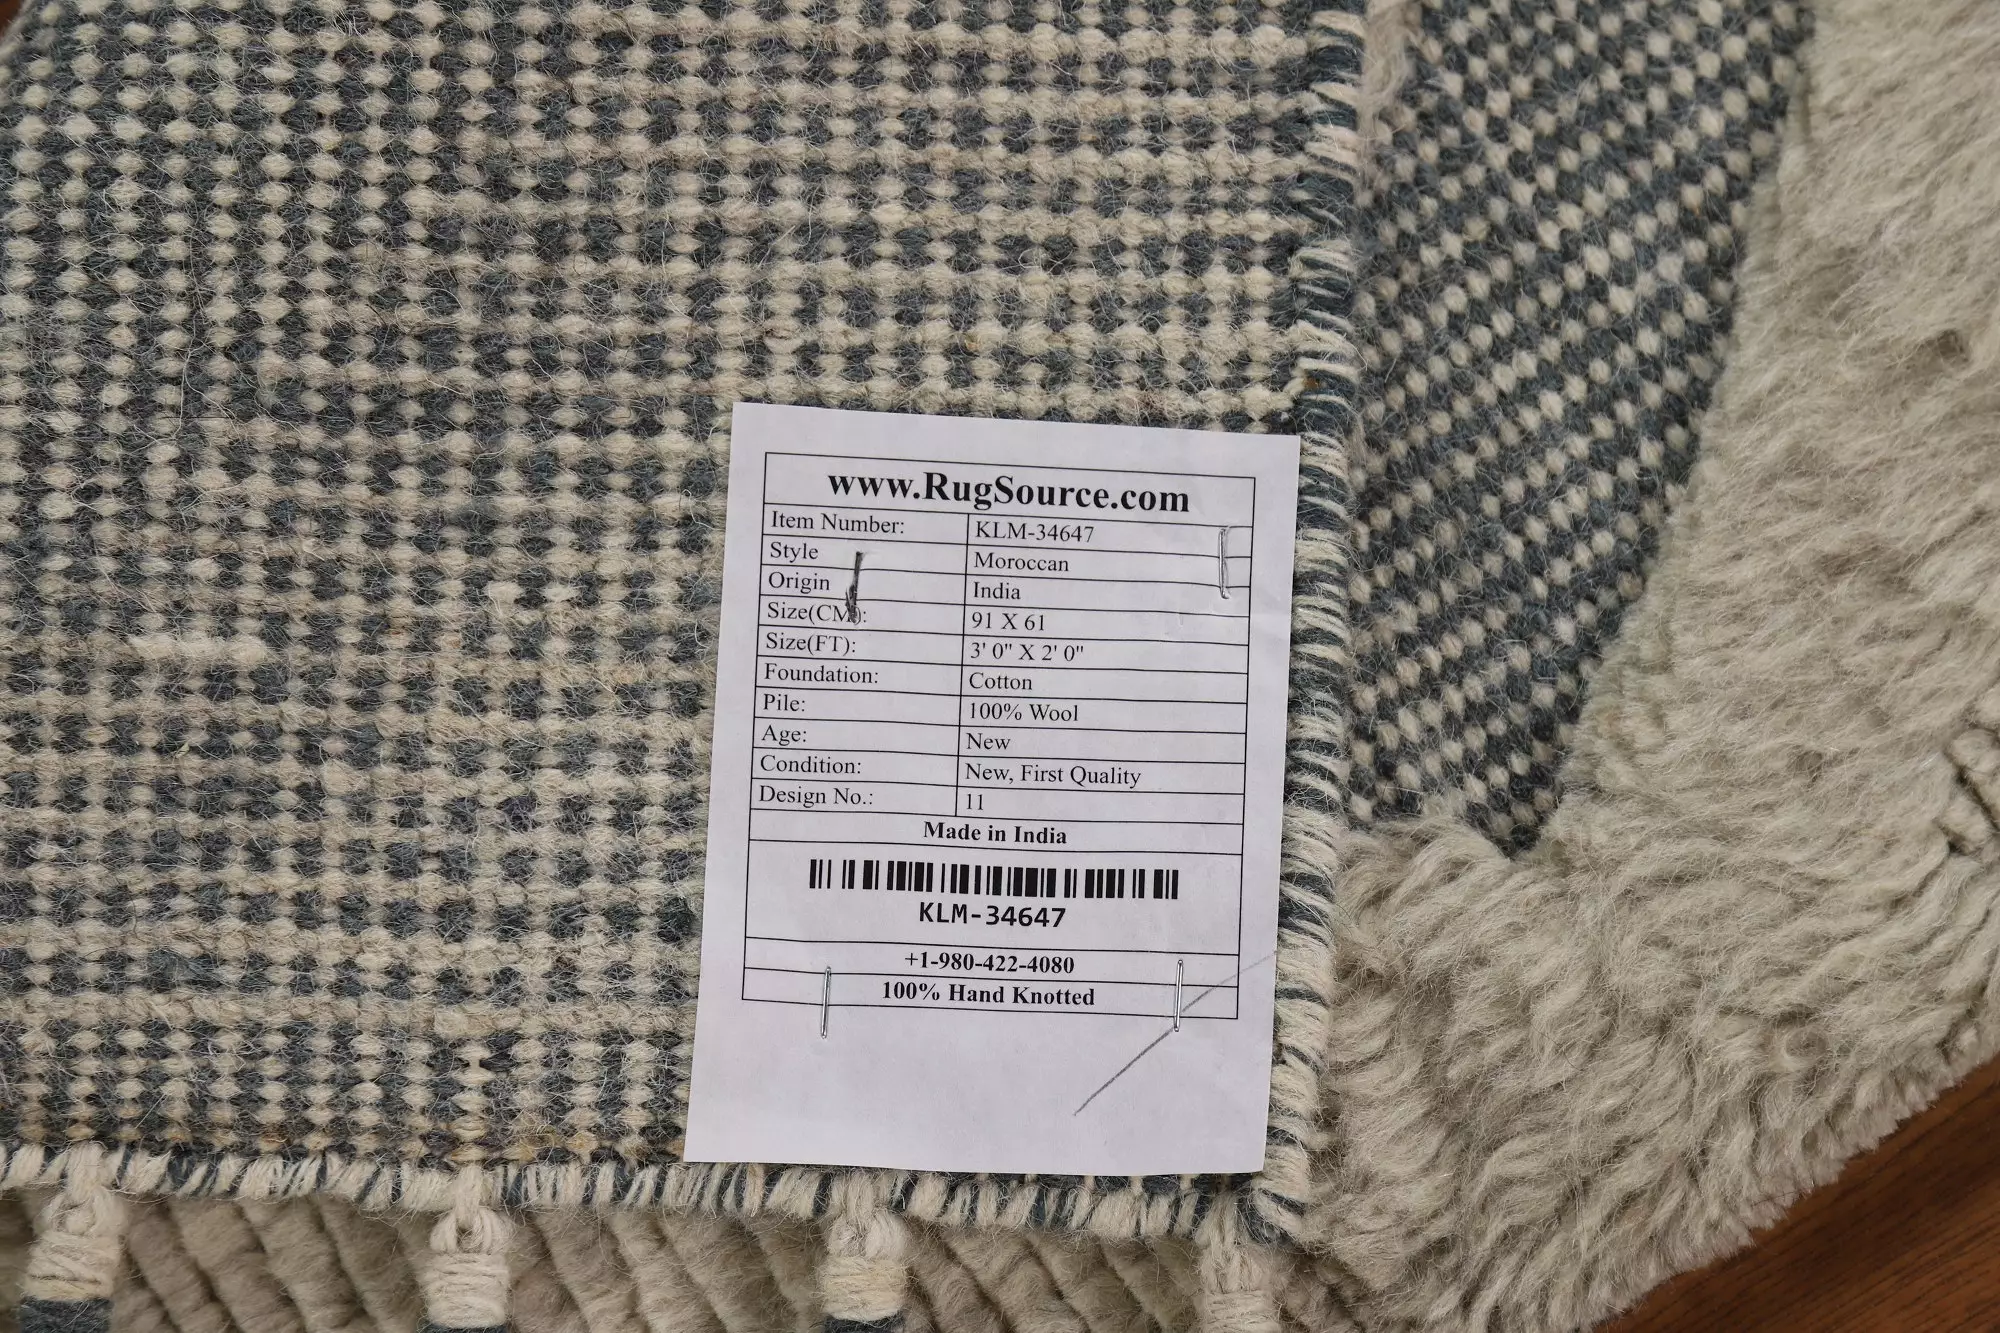 www.RugSource.com
Item Number: KLM-34647
Style Moroccan
Origin India
Size(CM): 91 X 61
Size(FT): 3' 0" X 2' 0"
Foundation: Cotton
Pile: 100% Wool
Age: New
Condition: New, First Quality
Design No.: 11
Made in India
KLM-34647
+1-980-422-4080
100% Hand Knotted